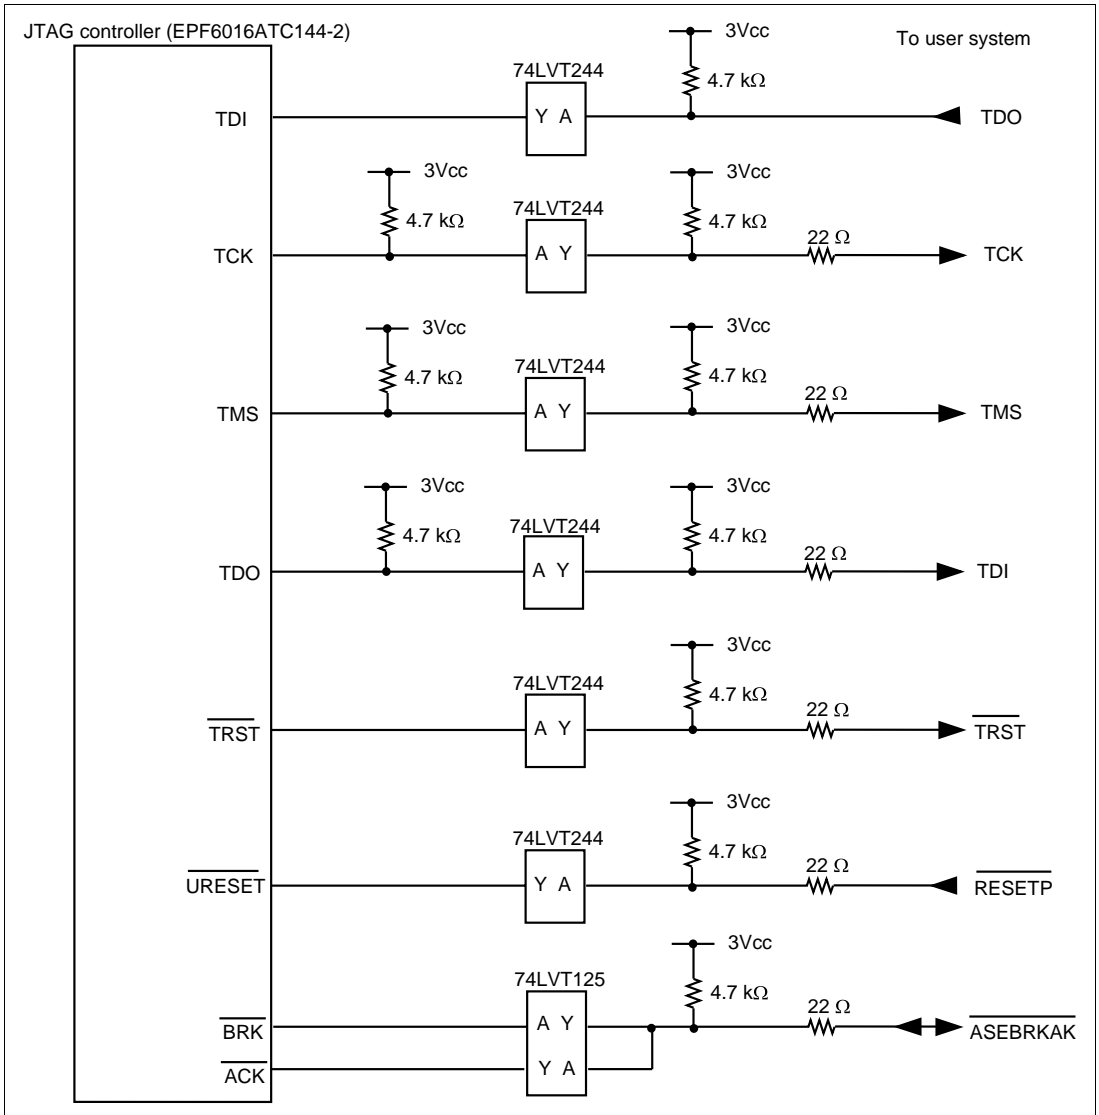 JTAG controller (EPF6016ATC144-2)
To user system
3Vcc
74LVT244
4.7 kΩ
TDI
Y A
TDO
3Vcc
3Vcc
74LVT244
4.7 kΩ
4.7 kΩ
22 Ω
TCK
A Y
TCK
3Vcc
3Vcc
74LVT244
4.7 kΩ
4.7 kΩ
22 Ω
TMS
A Y
TMS
3Vcc
3Vcc
74LVT244
4.7 kΩ
4.7 kΩ
22 Ω
TDO
A Y
TDI
3Vcc
74LVT244
4.7 kΩ
22 Ω
TRST
A Y
TRST
3Vcc
74LVT244
4.7 kΩ
22 Ω
URESET
Y A
RESETP
3Vcc
74LVT125
4.7 kΩ
22 Ω
BRK
A Y
ASEBRKAK
ACK
Y A